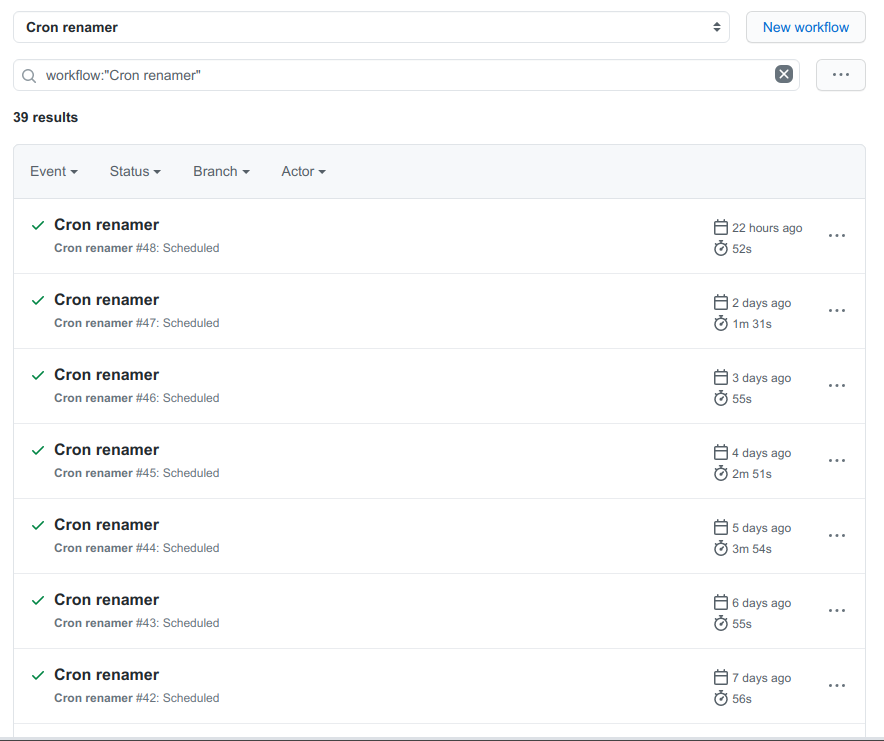 Cron renamer
New workflow
workflow:"Cron renamer"
39 results
Event Status Branch Actor
Cron renamer
22 hours ago
Cron renamer #48: Scheduled
52s
Cron renamer
2 days ago
Cron renamer #47: Scheduled
1m 31s
Cron renamer
3 days ago
Cron renamer #46: Scheduled
55s
Cron renamer
4 days ago
Cron renamer #45: Scheduled
2m 51s
Cron renamer
5 days ago
Cron renamer #44: Scheduled
3m 54s
Cron renamer
6 days ago
Cron renamer #43: Scheduled
55s
Cron renamer
7 days ago
Cron renamer #42: Scheduled
56s